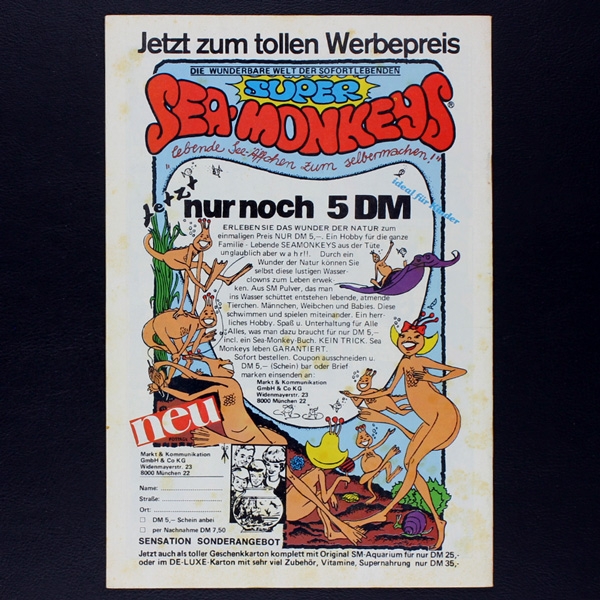 Jetzt zum tollen Werbepreis
DIE WUNDERBARE WELT DER SOFORTLEBENDEN
SUPER
SEA-MONKEYS®
"lebende See-Äffchen zum selbermachen!"
ideal für Kinder
Jetzt
nur noch 5 DM
ERLEBEN SIE DAS WUNDER DER NATUR zum
einmaligen Preis NUR DM 5,–. Ein Hobby für die ganze
Familie - Lebende SEAMONKEYS aus der Tüte
unglaublich aber w a h r!!. Durch ein
Wunder der Natur können Sie
selbst diese lustigen Wasser-
clowns zum Leben erwek-
ken. Aus SM Pulver, das man
ins Wasser schüttet entstehen lebende, atmende
Tierchen. Männchen, Weibchen und Babies. Diese
schwimmen und spielen miteinander. Ein herr-
liches Hobby. Spaß u. Unterhaltung für Alle
Alles, was man dazu braucht für nur DM 5,–
incl. ein Sea-Monkey-Buch. KEIN TRICK. Sea
Monkeys leben GARANTIERT.
Sofort bestellen. Coupon ausschneiden u.
DM 5,– (Schein) bar oder Brief
marken einsenden an:
Markt & Kommunikation
GmbH & Co KG
Widenmayerstr. 23
8000 München 22
neu
Markt & Kommunikation
GmbH & Co KG
Widenmayerstr. 23
8000 München 22
Name:
Straße:
Ort:
DM 5,– Schein anbei
per Nachnahme DM 7,50
SENSATION SONDERANGEBOT
Jetzt auch als toller Geschenkkarton komplett mit Original SM-Aquarium für nur DM 25,-
oder im DE-LUXE-Karton mit sehr viel Zubehör, Vitamine, Supernahrung nur DM 35,-